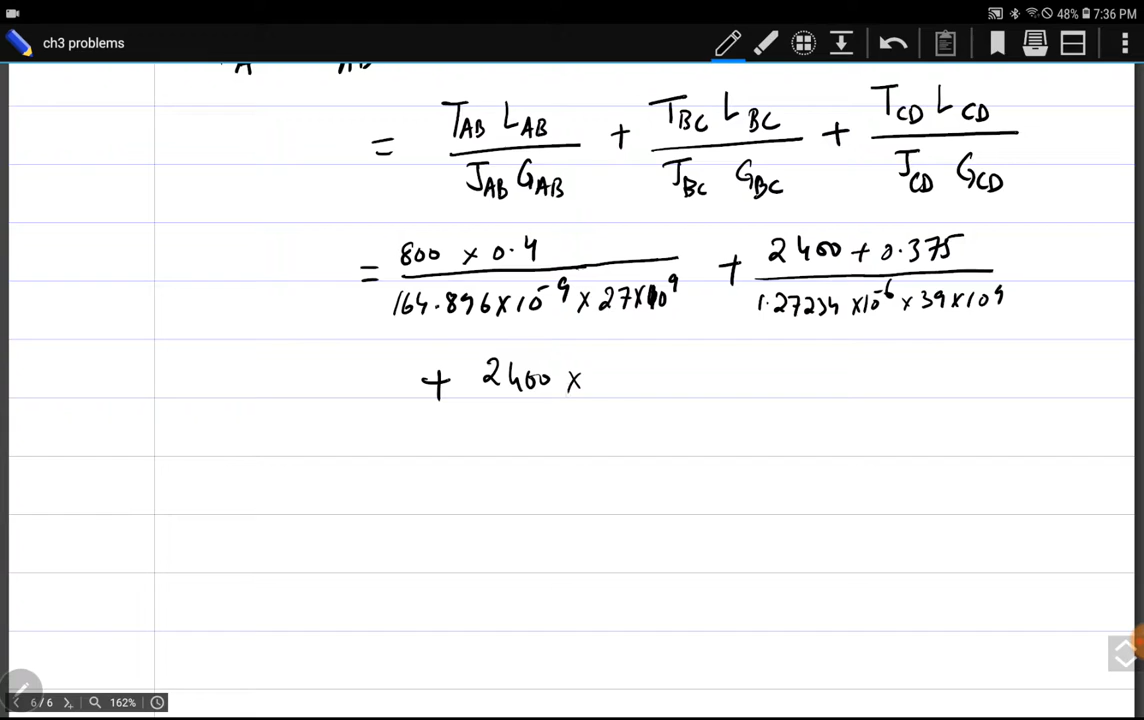 48% 7:36 PM
ch3 problems
= T_AB L_AB / J_AB G_AB + T_BC L_BC / J_BC G_BC + T_CD L_CD / J_CD G_CD
= 800 × 0.4 / 164.896×10^-9 × 27×10^9 + 2400 + 0.375 / 1.27234 ×10^-6 × 39×10^9
+ 2400 ×
6/6 162%